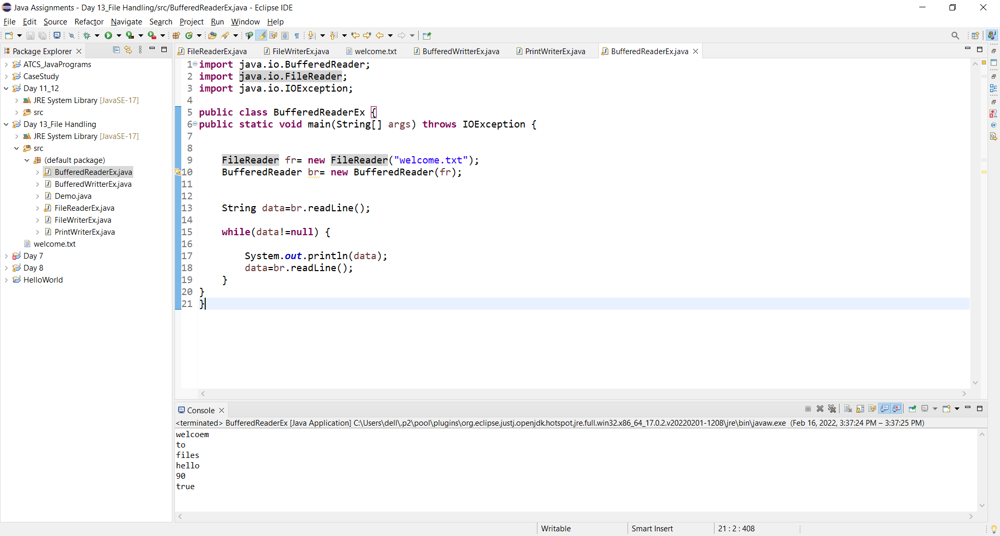 Java Assignments - Day 13_File Handling/src/BufferedReaderEx.java - Eclipse IDE
File Edit Source Refactor Navigate Search Project Run Window Help
Package Explorer
ATCS_JavaPrograms
CaseStudy
Day 11_12
JRE System Library [JavaSE-17]
src
Day 13_File Handling
JRE System Library [JavaSE-17]
src
(default package)
BufferedReaderEx.java
BufferedWritterEx.java
Demo.java
FileReaderEx.java
FileWriterEx.java
PrintWriterEx.java
welcome.txt
Day 7
Day 8
HelloWorld
FileReaderEx.java FileWriterEx.java welcome.txt BufferedWritterEx.java PrintWriterEx.java BufferedReaderEx.java
1 import java.io.BufferedReader;
2 import java.io.FileReader;
3 import java.io.IOException;
4
5 public class BufferedReaderEx {
6 public static void main(String[] args) throws IOException {
7
8
9 FileReader fr= new FileReader("welcome.txt");
10 BufferedReader br= new BufferedReader(fr);
11
12
13 String data=br.readLine();
14
15 while(data!=null) {
16
17 System.out.println(data);
18 data=br.readLine();
19 }
20 }
21 }
Console
<terminated> BufferedReaderEx [Java Application] C:\Users\dell\.p2\pool\plugins\org.eclipse.justj.openjdk.hotspot.jre.full.win32.x86_64_17.0.2.v20220201-1208\jre\bin\javaw.exe (Feb 16, 2022, 3:37:24 PM – 3:37:25 PM)
welcoem
to
files
hello
90
true
Writable Smart Insert 21 : 2 : 408